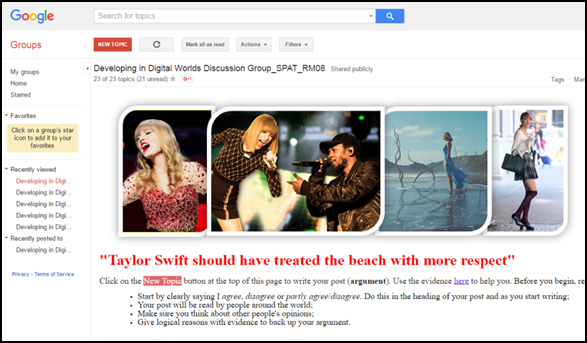 Google
Search for topics
Groups
NEW TOPIC
Mark all as read
Actions
Filters
My groups
Home
Starred
Favorites
Click on a group's star
icon to add it to your
favorites
Recently viewed
Developing in Digi...
Developing in Digi...
Developing in Digi...
Developing in Digi...
Developing in Digi...
Recently posted to
Developing in Digi...
Privacy - Terms of Service
Developing in Digital Worlds Discussion Group_SPAT_RM08 Shared publicly
23 of 23 topics (21 unread) G+1
Tags · Man
"Taylor Swift should have treated the beach with more respect"
Click on the New Topic button at the top of this page to write your post (argument). Use the evidence here to help you. Before you begin, re
• Start by clearly saying I agree, disagree or partly agree/disagree. Do this in the heading of your post and as you start writing;
• Your post will be read by people around the world;
• Make sure you think about other people's opinions;
• Give logical reasons with evidence to back up your argument.